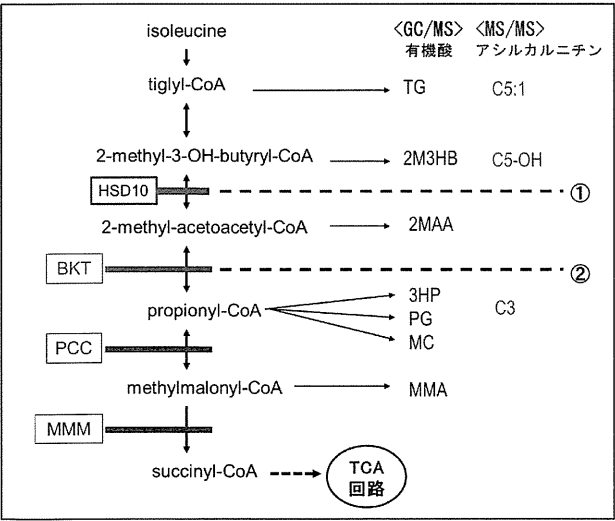 isoleucine
<GC/MS> <MS/MS>
有機酸 アシルカルニチン
tiglyl-CoA TG C5:1
2-methyl-3-OH-butyryl-CoA 2M3HB C5-OH
HSD10 ①
2-methyl-acetoacetyl-CoA 2MAA
BKT ②
propionyl-CoA 3HP C3
PG
MC
PCC
methylmalonyl-CoA MMA
MMM
succinyl-CoA TCA
回路